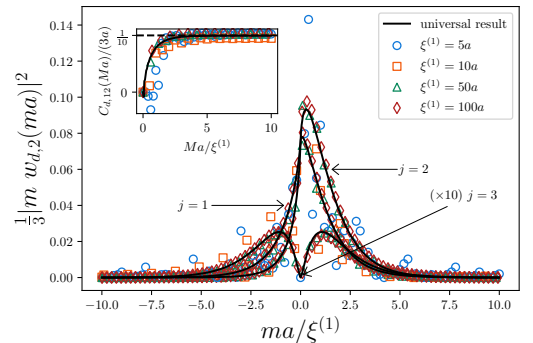 0.14
0.12
0.10
0.08
0.06
0.04
0.02
0.00
−10.0 −7.5 −5.0 −2.5 0.0 2.5 5.0 7.5 10.0
ma/ξ⁽¹⁾
⅓|m w_{d,2}(ma)|²
C_{d,12}(Ma)/(3a)
1/10
0
0 5 10
Ma/ξ⁽¹⁾
universal result
ξ⁽¹⁾ = 5a
ξ⁽¹⁾ = 10a
ξ⁽¹⁾ = 50a
ξ⁽¹⁾ = 100a
j = 2
(×10) j = 3
j = 1